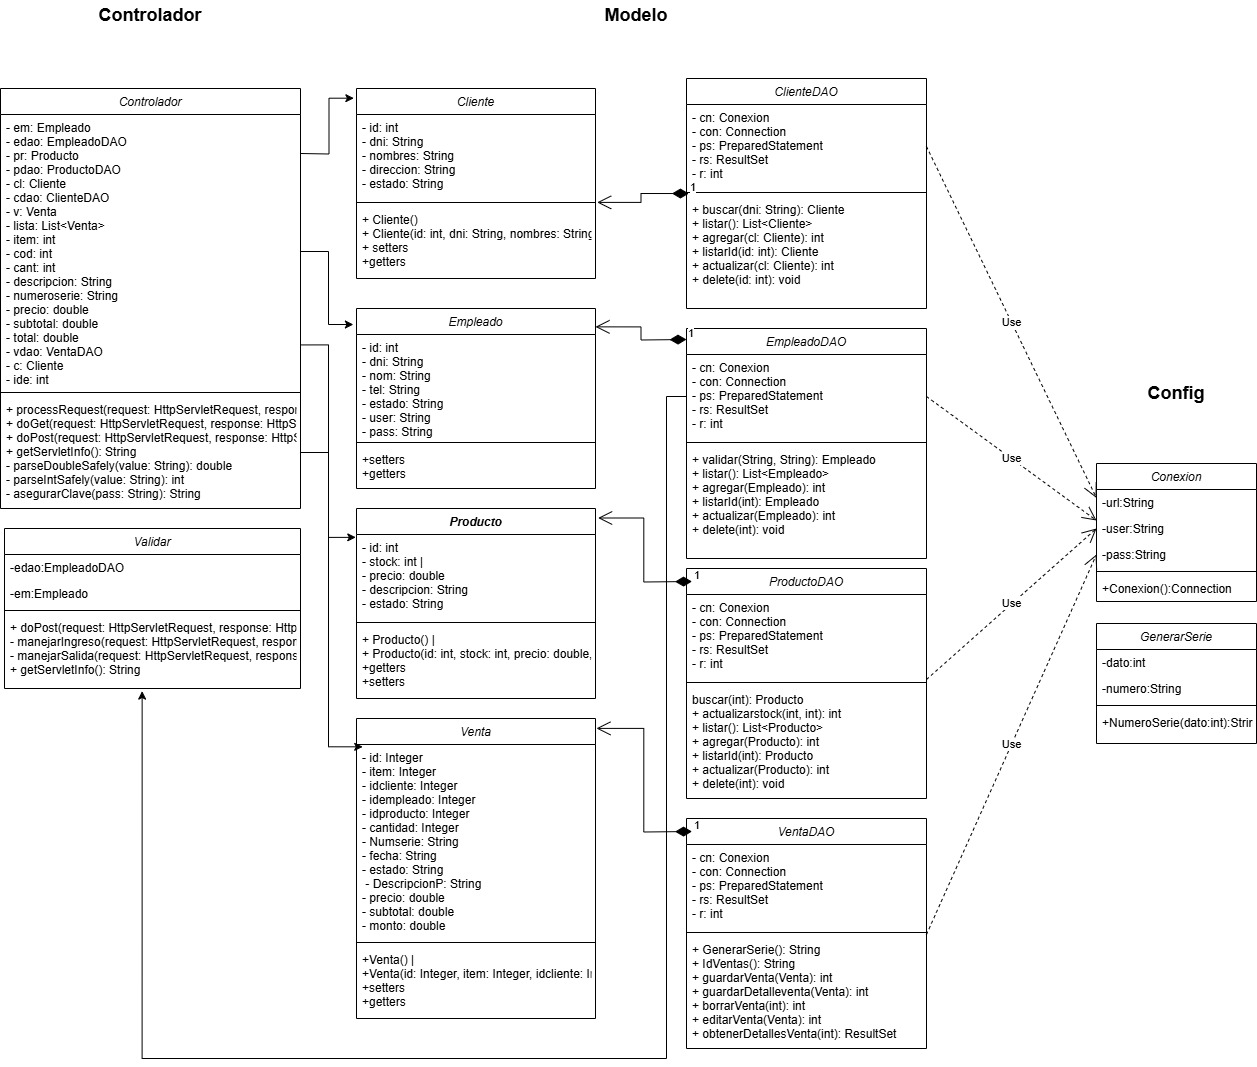 Controlador
Modelo
Controlador
- em: Empleado
- edao: EmpleadoDAO
- pr: Producto
- pdao: ProductoDAO
- cl: Cliente
- cdao: ClienteDAO
- v: Venta
- lista: List<Venta>
- item: int
- cod: int
- cant: int
- descripcion: String
- numeroserie: String
- precio: double
- subtotal: double
- total: double
- vdao: VentaDAO
- c: Cliente
- ide: int
+ processRequest(request: HttpServletRequest, respor
+ doGet(request: HttpServletRequest, response: HttpS
+ doPost(request: HttpServletRequest, response: HttpS
+ getServletInfo(): String
- parseDoubleSafely(value: String): double
- parseIntSafely(value: String): int
- asegurarClave(pass: String): String
Validar
-edao:EmpleadoDAO
-em:Empleado
+ doPost(request: HttpServletRequest, response: Http
- manejarIngreso(request: HttpServletRequest, respor
- manejarSalida(request: HttpServletRequest, respons
+ getServletInfo(): String
Cliente
- id: int
- dni: String
- nombres: String
- direccion: String
- estado: String
+ Cliente()
+ Cliente(id: int, dni: String, nombres: String
+ setters
+getters
Empleado
- id: int
- dni: String
- nom: String
- tel: String
- estado: String
- user: String
- pass: String
+setters
+getters
Producto
- id: int
- stock: int |
- precio: double
- descripcion: String
- estado: String
+ Producto() |
+ Producto(id: int, stock: int, precio: double,
+getters
+setters
Venta
- id: Integer
- item: Integer
- idcliente: Integer
- idempleado: Integer
- idproducto: Integer
- cantidad: Integer
- Numserie: String
- fecha: String
- estado: String
- DescripcionP: String
- precio: double
- subtotal: double
- monto: double
+Venta() |
+Venta(id: Integer, item: Integer, idcliente: I
+setters
+getters
ClienteDAO
- cn: Conexion
- con: Connection
- ps: PreparedStatement
- rs: ResultSet
- r: int
1
+ buscar(dni: String): Cliente
+ listar(): List<Cliente>
+ agregar(cl: Cliente): int
+ listarId(id: int): Cliente
+ actualizar(cl: Cliente): int
+ delete(id: int): void
1
EmpleadoDAO
- cn: Conexion
- con: Connection
- ps: PreparedStatement
- rs: ResultSet
- r: int
+ validar(String, String): Empleado
+ listar(): List<Empleado>
+ agregar(Empleado): int
+ listarId(int): Empleado
+ actualizar(Empleado): int
+ delete(int): void
1
ProductoDAO
- cn: Conexion
- con: Connection
- ps: PreparedStatement
- rs: ResultSet
- r: int
buscar(int): Producto
+ actualizarstock(int, int): int
+ listar(): List<Producto>
+ agregar(Producto): int
+ listarId(int): Producto
+ actualizar(Producto): int
+ delete(int): void
1
VentaDAO
- cn: Conexion
- con: Connection
- ps: PreparedStatement
- rs: ResultSet
- r: int
+ GenerarSerie(): String
+ IdVentas(): String
+ guardarVenta(Venta): int
+ guardarDetalleventa(Venta): int
+ borrarVenta(int): int
+ editarVenta(Venta): int
+ obtenerDetallesVenta(int): ResultSet
Use
Use
Use
Use
Config
Conexion
-url:String
-user:String
-pass:String
+Conexion():Connection
GenerarSerie
-dato:int
-numero:String
+NumeroSerie(dato:int):Strir